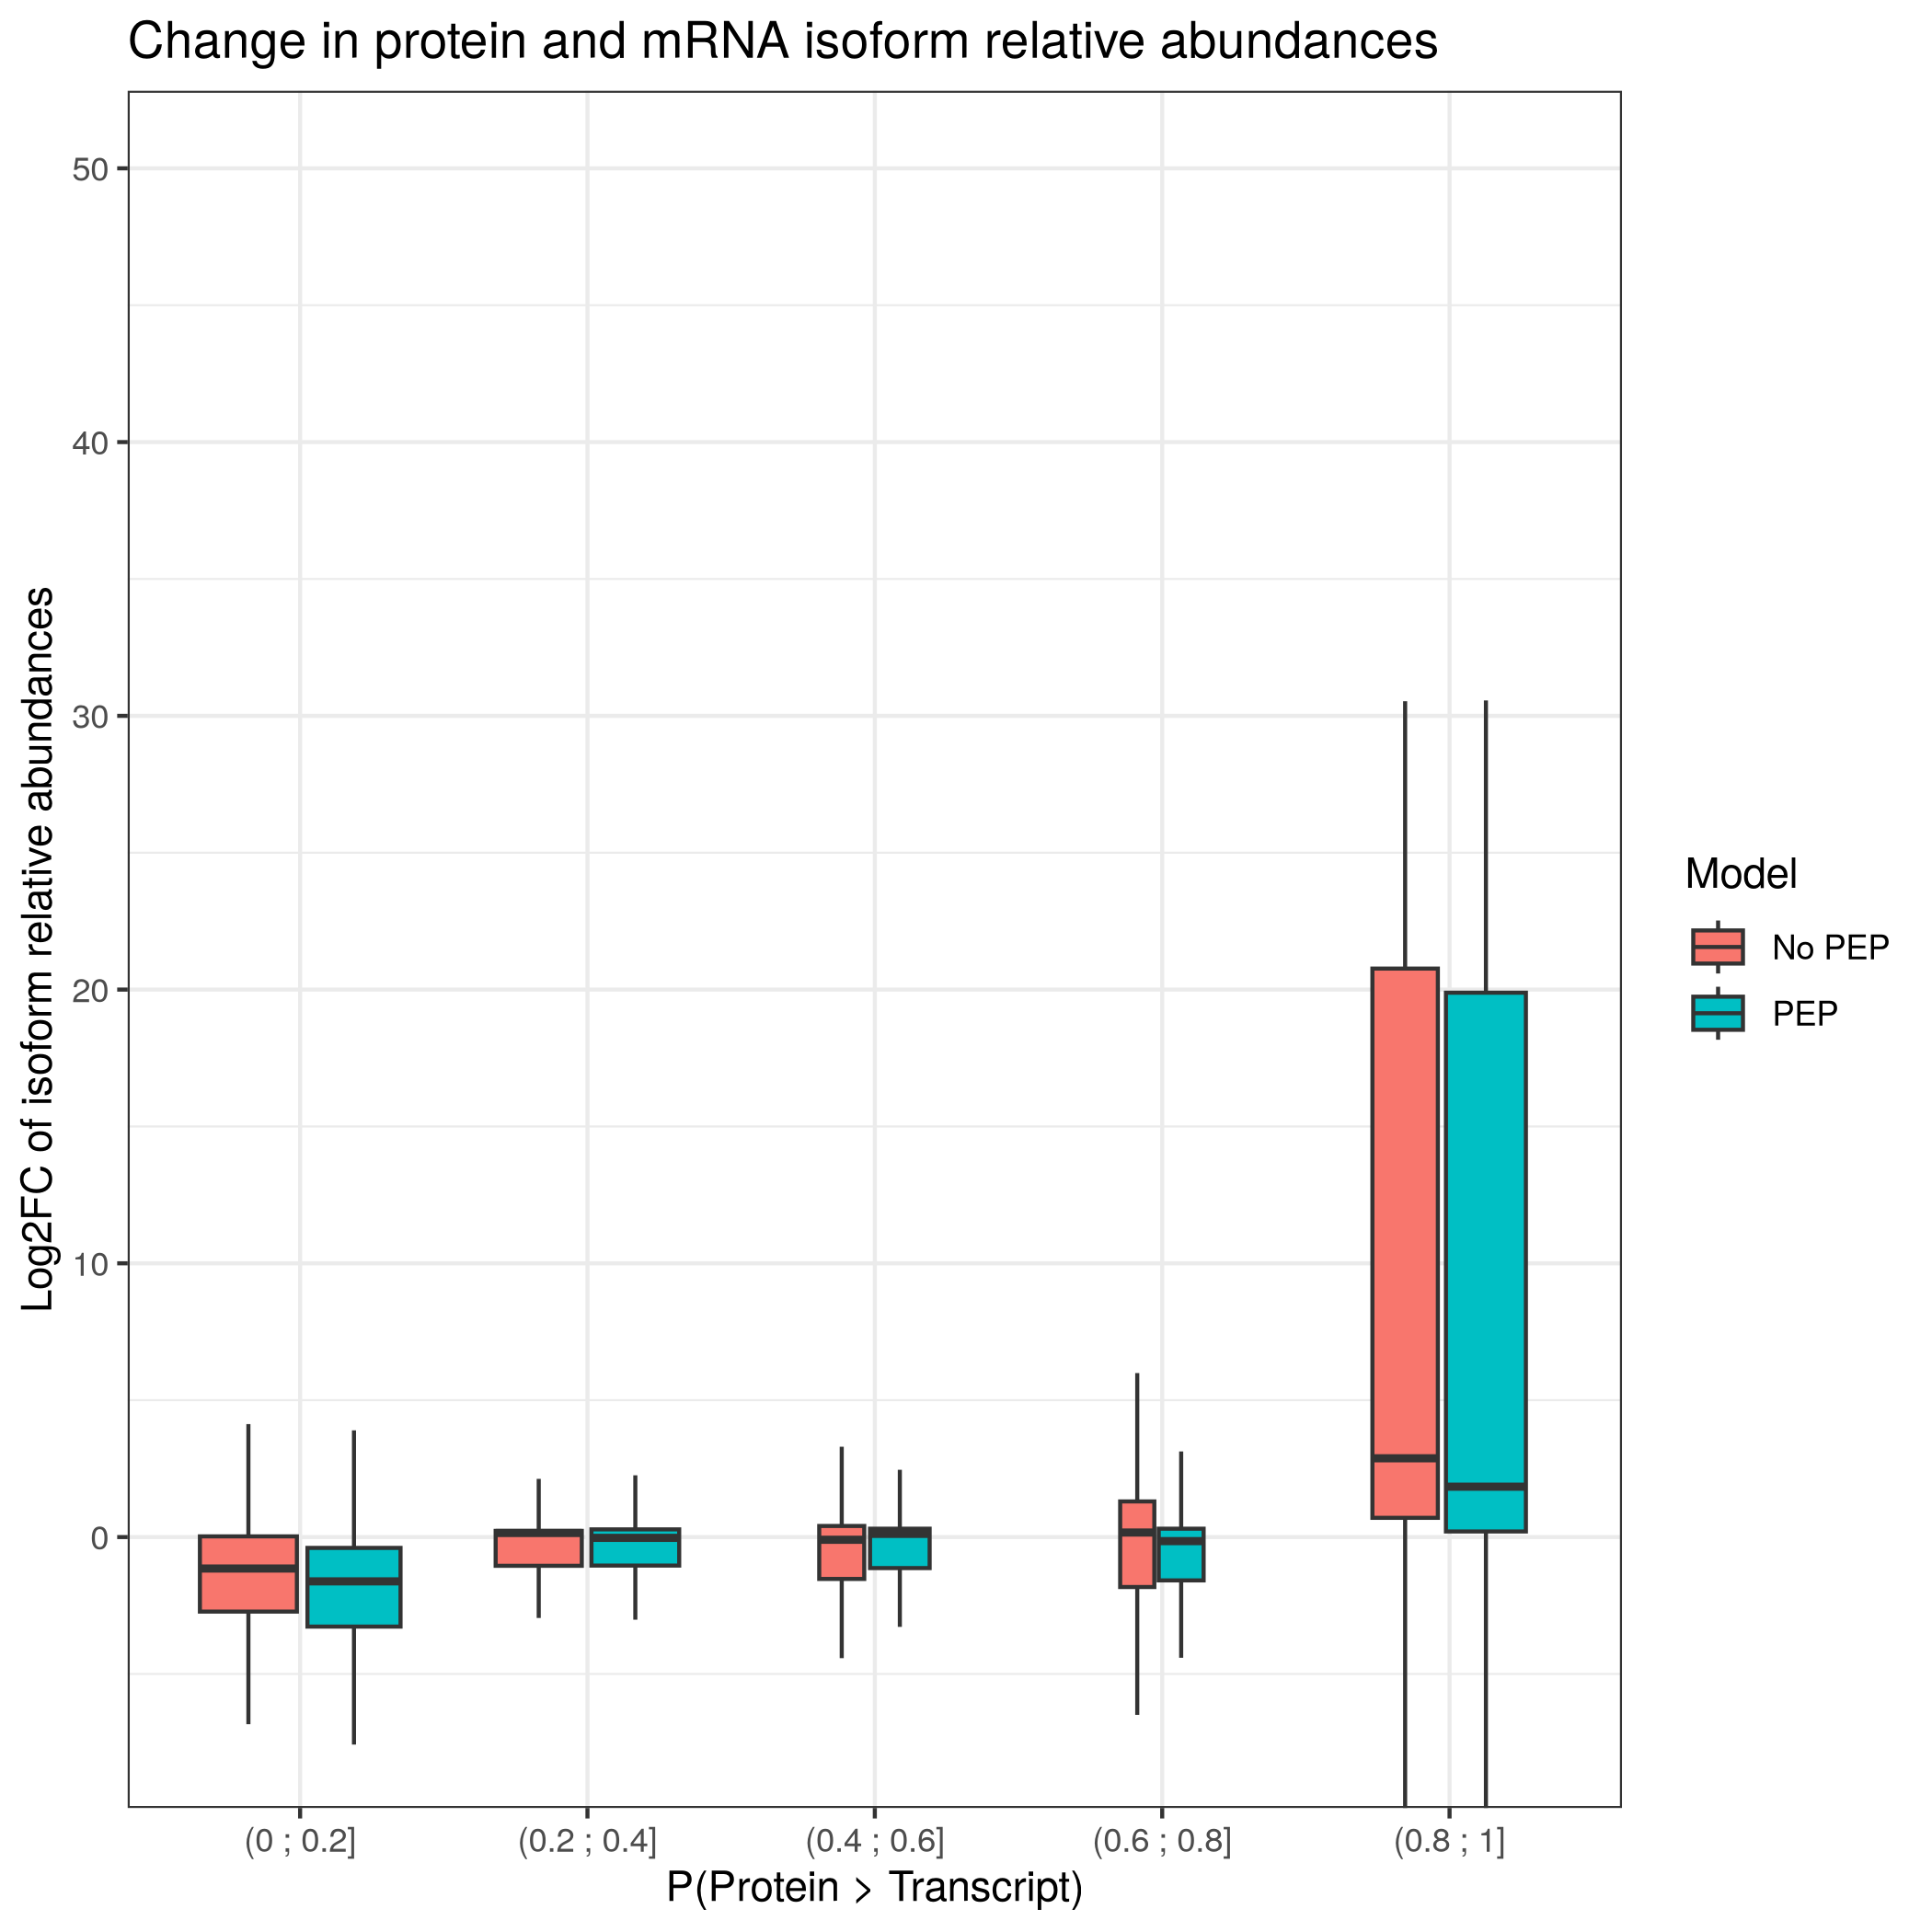 Change in protein and mRNA isoform relative abundances
Log2FC of isoform relative abundances
50
40
30
20
10
0
(0 ; 0.2]
(0.2 ; 0.4]
(0.4 ; 0.6]
(0.6 ; 0.8]
(0.8 ; 1]
P(Protein > Transcript)
Model
No PEP
PEP